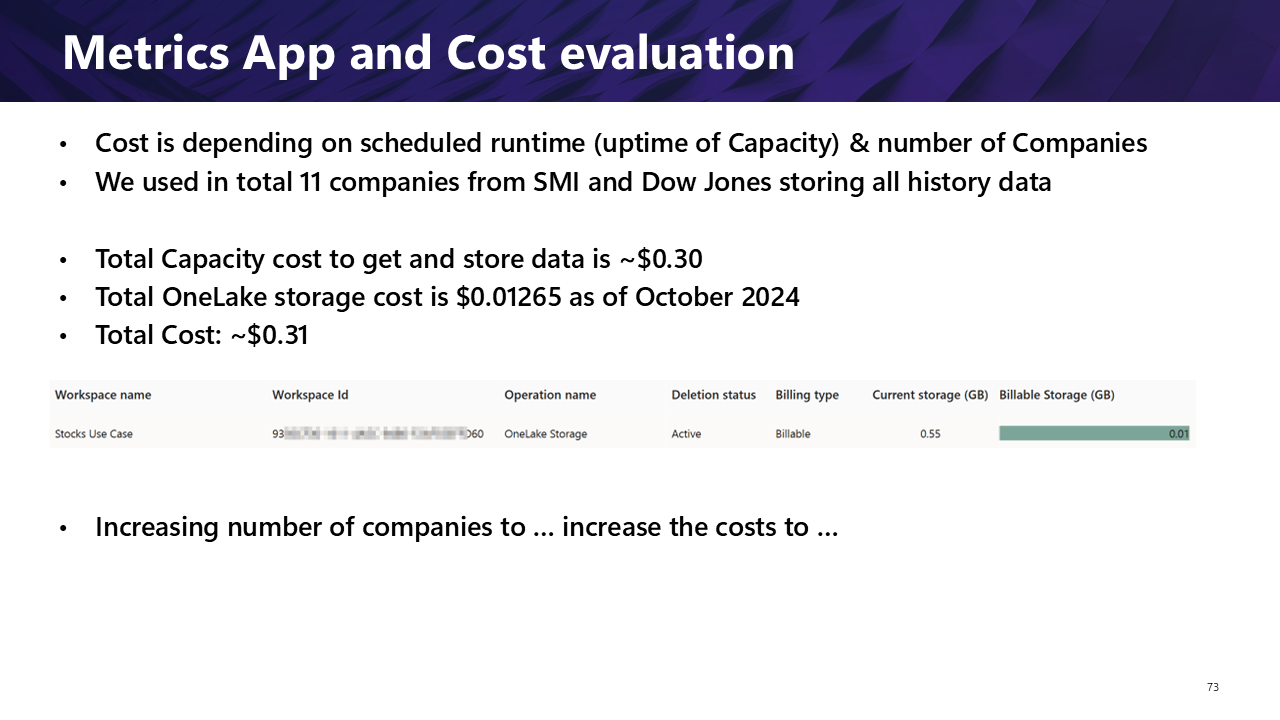 Metrics App and Cost evaluation
• Cost is depending on scheduled runtime (uptime of Capacity) & number of Companies
• We used in total 11 companies from SMI and Dow Jones storing all history data
• Total Capacity cost to get and store data is ~$0.30
• Total OneLake storage cost is $0.01265 as of October 2024
• Total Cost: ~$0.31
Workspace name Workspace Id Operation name Deletion status Billing type Current storage (GB) Billable Storage (GB)
Stocks Use Case 93 D60 OneLake Storage Active Billable 0.55 0.01
• Increasing number of companies to … increase the costs to …
73